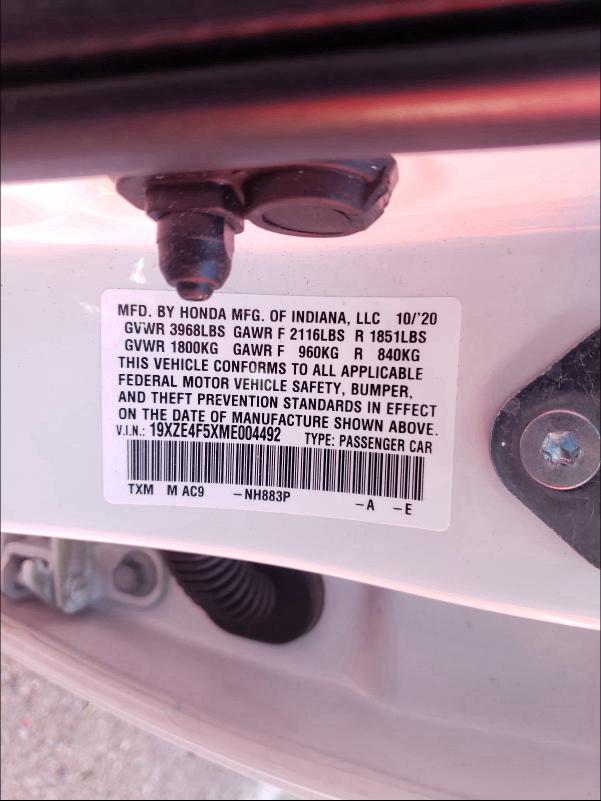 MFD. BY HONDA MFG. OF INDIANA, LLC 10/'20
GVWR 3968LBS GAWR F 2116LBS R 1851LBS
GVWR 1800KG GAWR F 960KG R 840KG
THIS VEHICLE CONFORMS TO ALL APPLICABLE
FEDERAL MOTOR VEHICLE SAFETY, BUMPER,
AND THEFT PREVENTION STANDARDS IN EFFECT
ON THE DATE OF MANUFACTURE SHOWN ABOVE.
V.I.N.: 19XZE4F5XME004492 TYPE: PASSENGER CAR
TXM M AC9 –NH883P –A –E